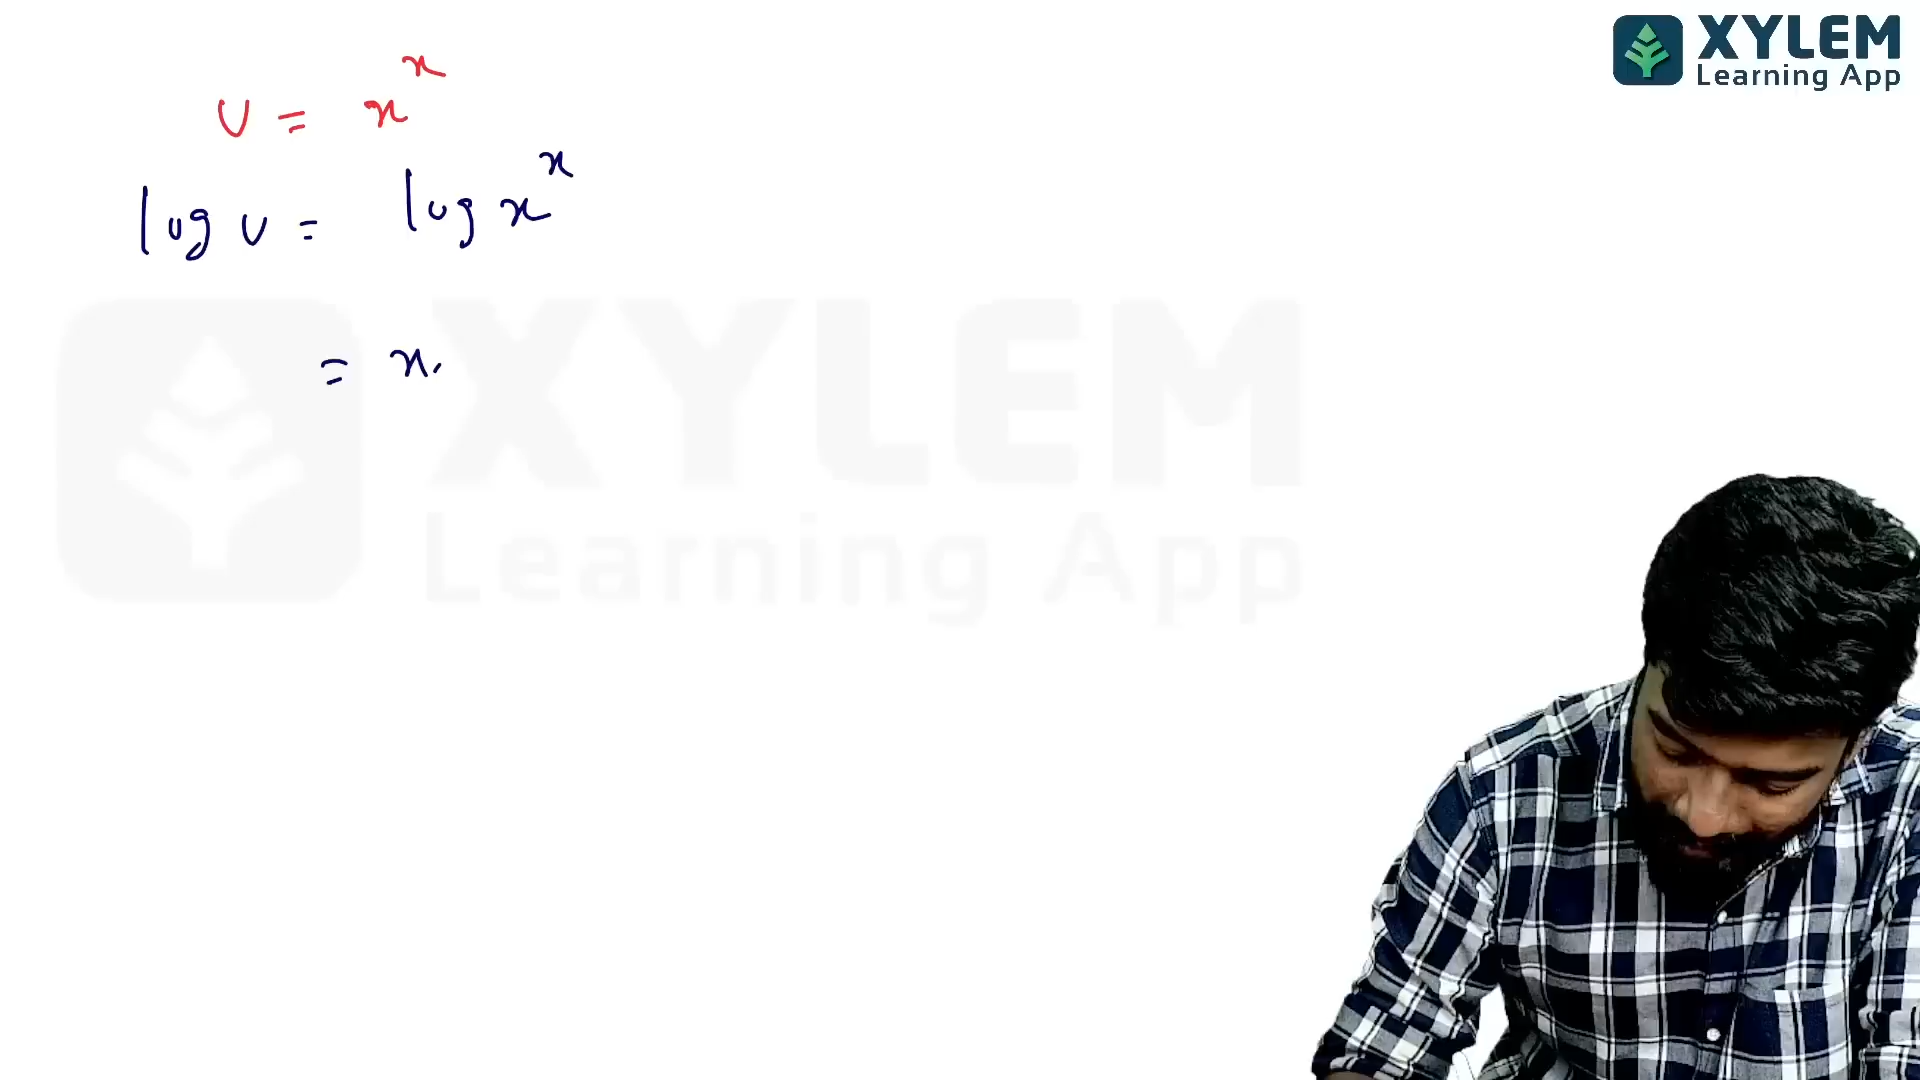 XYLEM
Learning App
v = x^x
log v = log x^x
= x.
XYLEM
Learning App